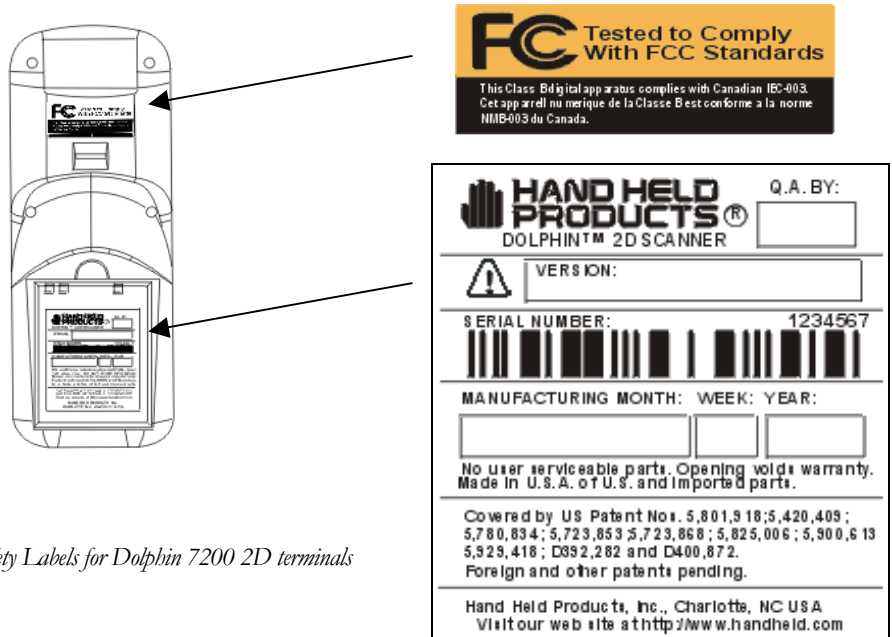 FC Tested to Comply
With FCC Standards
This Class B digital apparatus complies with Canadian IEC-003.
Cet apparrell numerique de la Classe B est conforme a la norme
NMB-003 du Canada.
HAND HELD
PRODUCTS®
DOLPHIN™ 2D SCANNER
Q.A. BY:
VERSION:
SERIAL NUMBER: 1234567
MANUFACTURING MONTH: WEEK: YEAR:
No user serviceable parts. Opening voids warranty.
Made in U.S.A. of U.S. and imported parts.
Covered by US Patent Nos. 5,801,918;5,420,409;
5,780,834; 5,723,853;5,723,868; 5,825,006; 5,900,613
5,929,418; D392,282 and D400,872.
Foreign and other patents pending.
Hand Held Products, Inc., Charlotte, NC USA
Visit our web site at http://www.handheld.com
ety Labels for Dolphin 7200 2D terminals